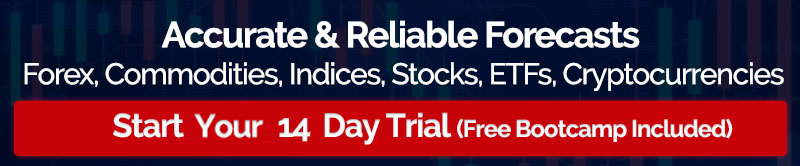 Accurate & Reliable Forecasts
Forex, Commodities, Indices, Stocks, ETFs, Cryptocurrencies
Start Your 14 Day Trial (Free Bootcamp Included)